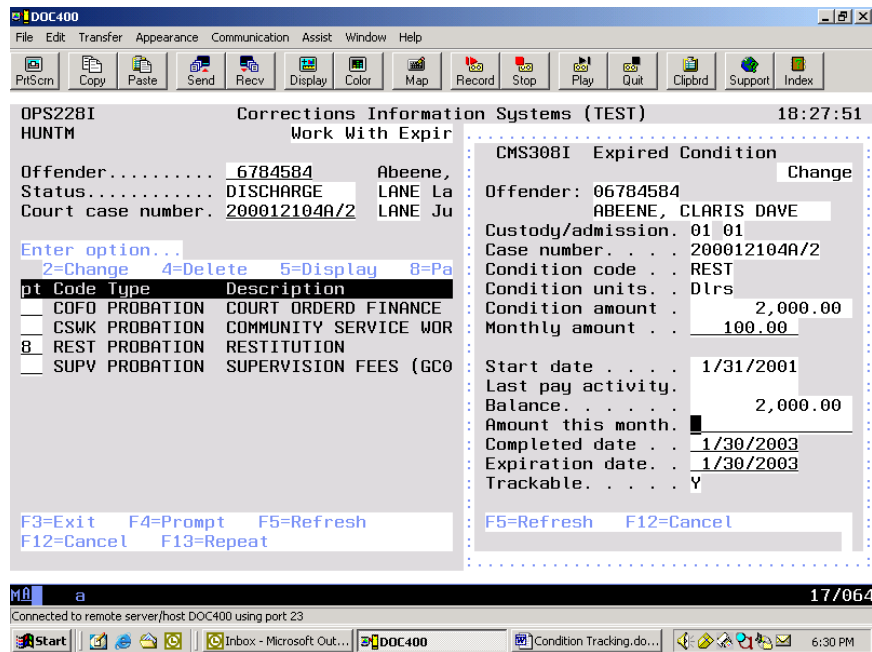 DOC400
File Edit Transfer Appearance Communication Assist Window Help
PrtScrn Copy Paste Send Recv Display Color Map Record Stop Play Quit Clipbrd Support Index
OPS228I Corrections Information Systems (TEST) 18:27:51
HUNTM Work With Expir
Offender.......... 6784584 Abeene,
Status............ DISCHARGE LANE La
Court case number. 200012104A/2 LANE Ju
Enter option...
2=Change 4=Delete 5=Display 8=Pa
pt Code Type Description
COFO PROBATION COURT ORDERD FINANCE
CSWK PROBATION COMMUNITY SERVICE WOR
8 REST PROBATION RESTITUTION
SUPV PROBATION SUPERVISION FEES (GC0
F3=Exit F4=Prompt F5=Refresh
F12=Cancel F13=Repeat
CMS308I Expired Condition
Change
Offender: 06784584
ABEENE, CLARIS DAVE
Custody/admission. 01 01
Case number. . . . 200012104A/2
Condition code . . REST
Condition units. . Dlrs
Condition amount . 2,000.00
Monthly amount . . 100.00
Start date . . . . 1/31/2001
Last pay activity.
Balance. . . . . . 2,000.00
Amount this month.
Completed date . . 1/30/2003
Expiration date. . 1/30/2003
Trackable. . . . . Y
F5=Refresh F12=Cancel
MA a 17/064
Connected to remote server/host DOC400 using port 23
Start Inbox - Microsoft Out... DOC400 Condition Tracking.do... 6:30 PM